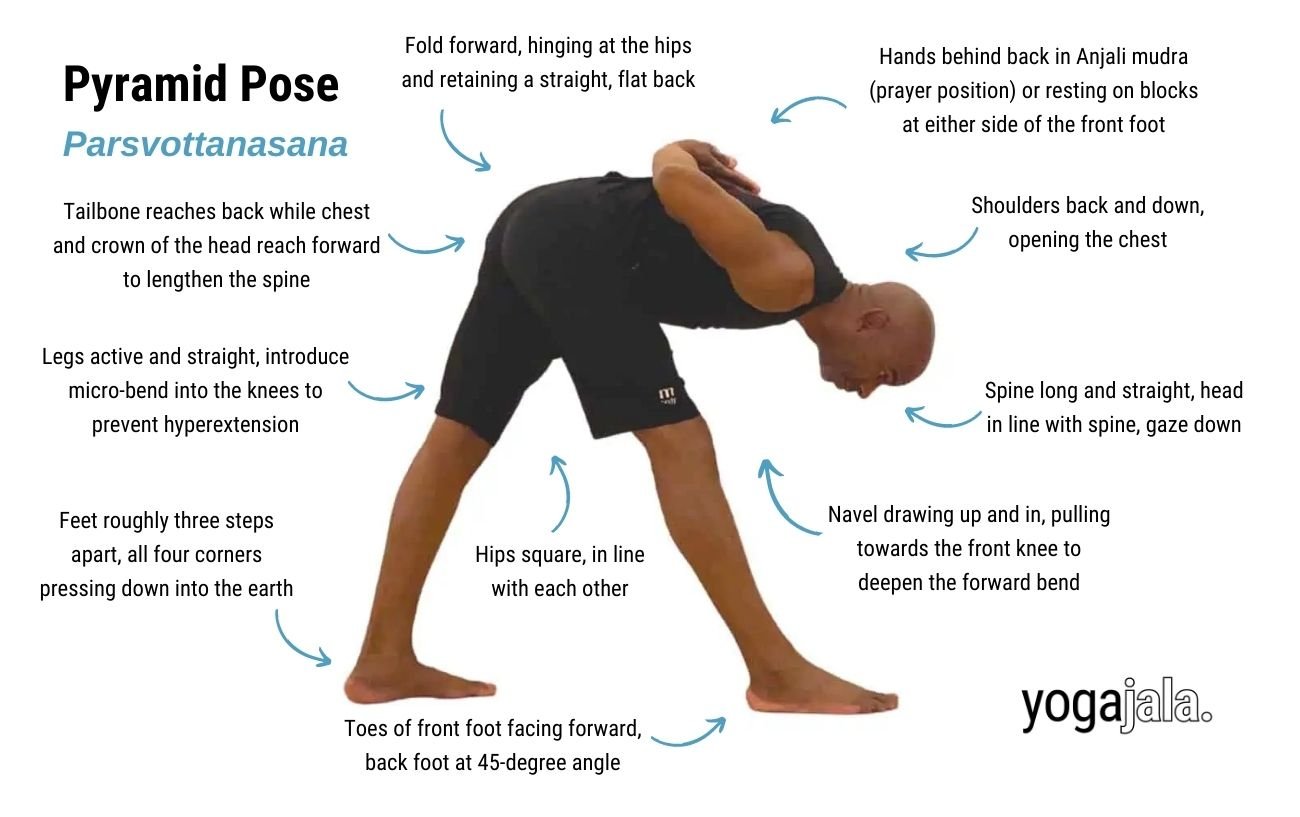 Pyramid Pose
Parsvottanasana
Fold forward, hinging at the hips
and retaining a straight, flat back
Hands behind back in Anjali mudra
(prayer position) or resting on blocks
at either side of the front foot
Tailbone reaches back while chest
and crown of the head reach forward
to lengthen the spine
Shoulders back and down,
opening the chest
Legs active and straight, introduce
micro-bend into the knees to
prevent hyperextension
Spine long and straight, head
in line with spine, gaze down
Feet roughly three steps
apart, all four corners
pressing down into the earth
Hips square, in line
with each other
Navel drawing up and in, pulling
towards the front knee to
deepen the forward bend
Toes of front foot facing forward,
back foot at 45-degree angle
yogajala.